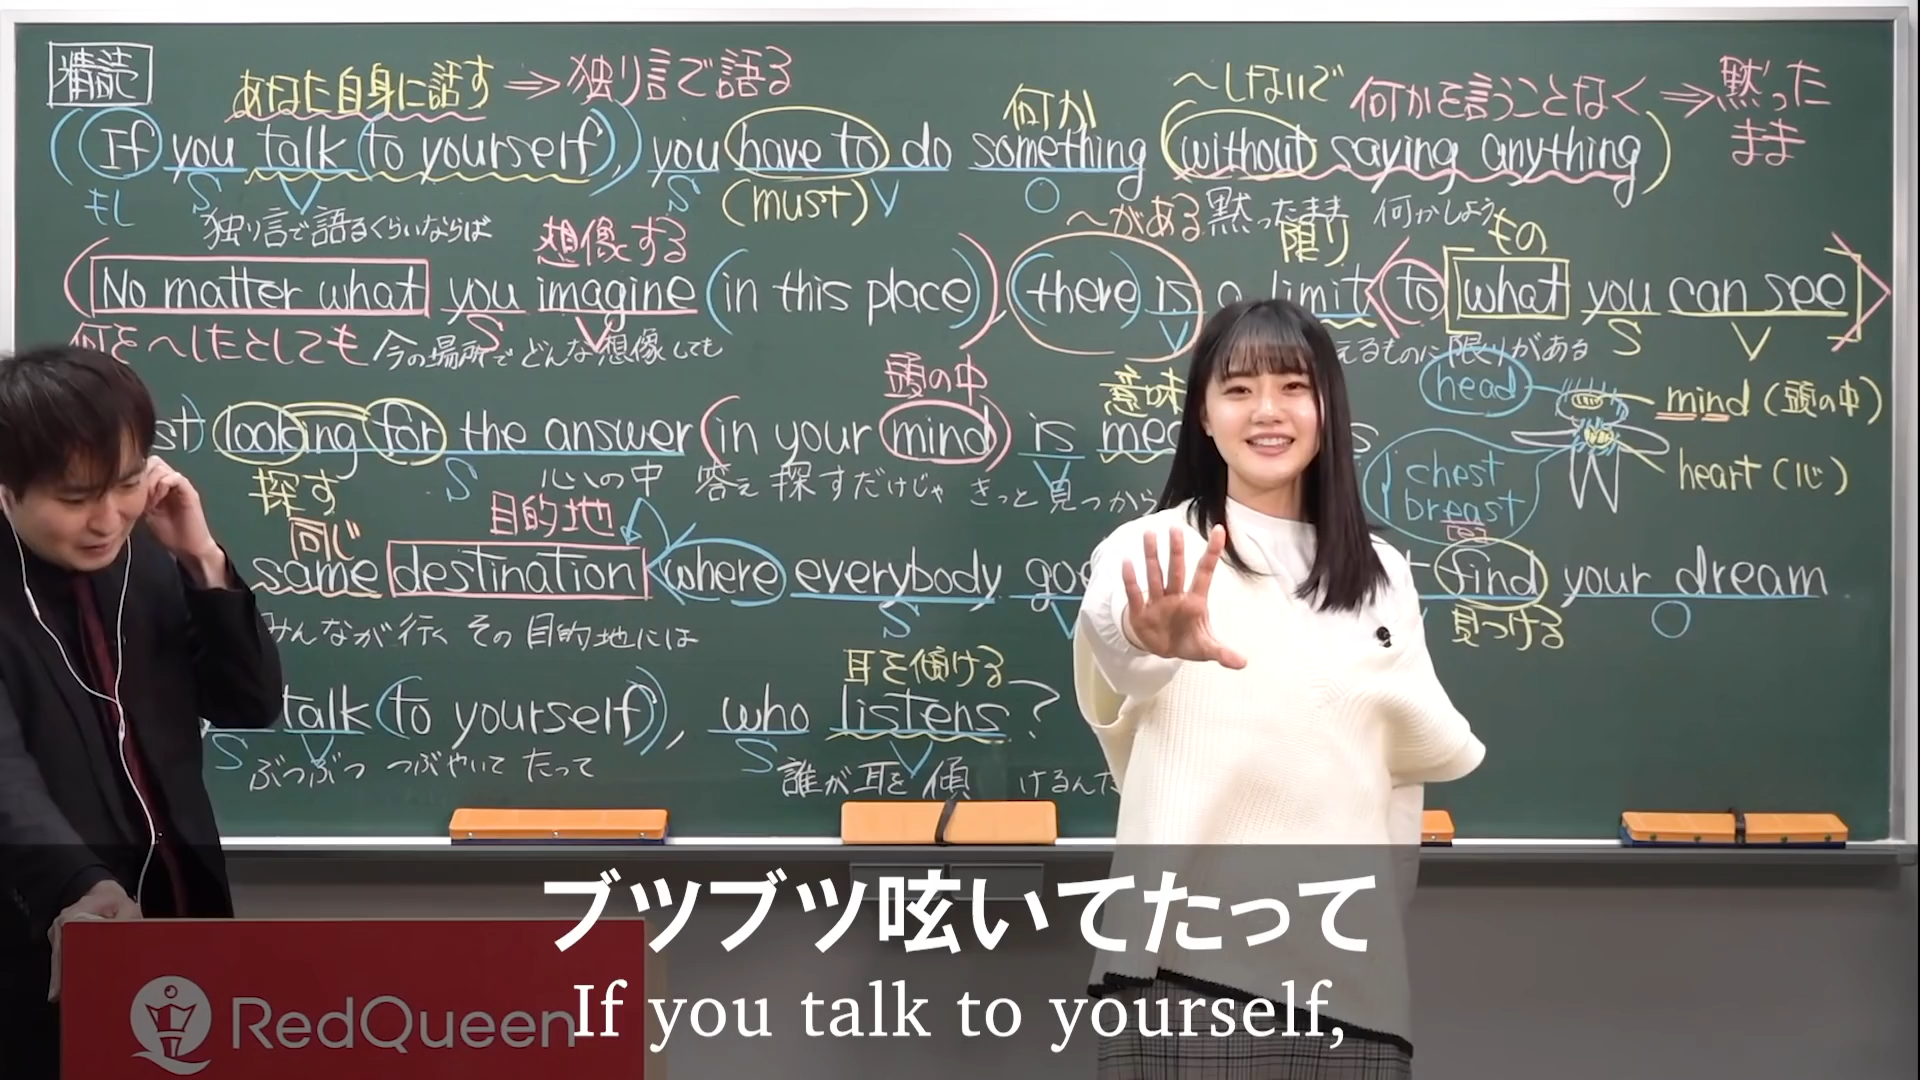 精読
あなた自身に話す ⇒ 独り言で語る 何か 〜しないで 何かを言うことなく ⇒ 黙ったまま
(If you talk (to yourself),) you have to do something (without saying anything)
もし S V S (must) V O
独り言で語るくらいならば 黙ったまま 何かしよう
想像する 〜がある 限り もの
(No matter what you imagine (in this place)), there is a limit <to [what you can see]>
何を〜したとしても S V V S V
今の場所で どんな想像しても えるものに限りがある
頭の中 意味 head mind (頭の中)
st) looking for the answer (in your mind) is mea s
探す S 心の中 答え 探すだけじゃ V きっと 見つから
chest
breast
heart (心)
同じ 目的地
same destination <where everybody goe find your dream
みんなが行く その目的地には S V 見つける O
耳を傾ける
talk (to yourself)), who listens?
S V S V
ぶつぶつ つぶやいて たって 誰が耳を傾けるんだ
ブツブツ呟いてたって
If you talk to yourself,
RedQueen